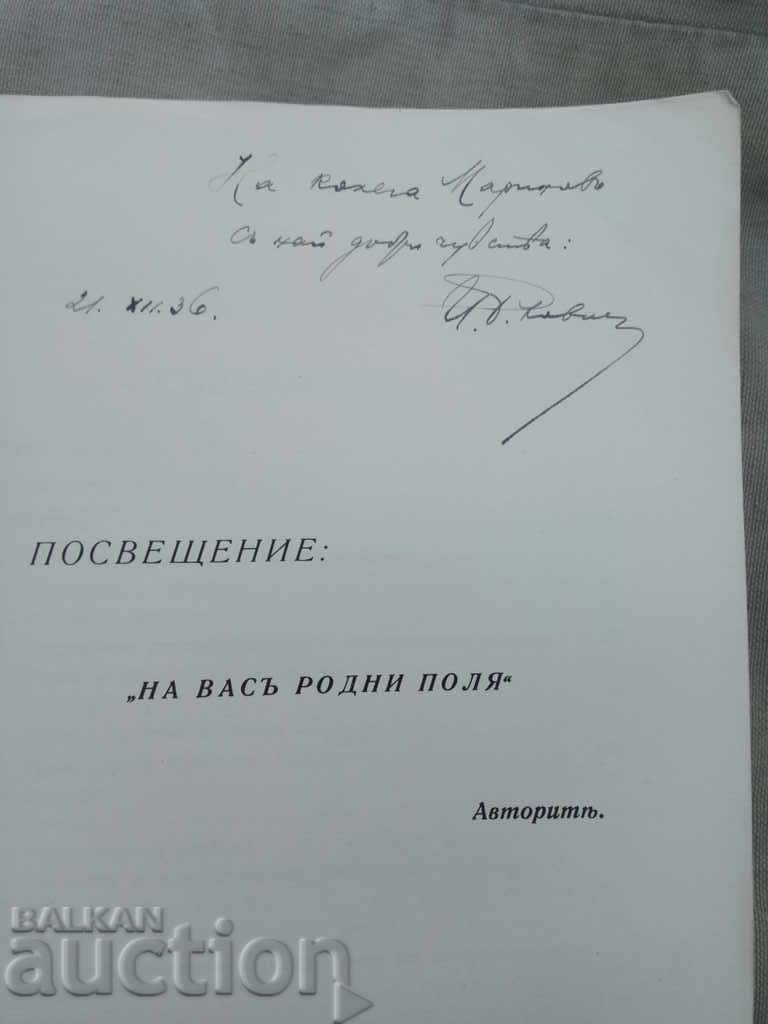 На колега Мариновъ
съ най добри чувства:
21. XII. 36.
ПОСВЕЩЕНИЕ:
„НА ВАСЪ РОДНИ ПОЛЯ“
Авторитѣ.
BALKAN
auction